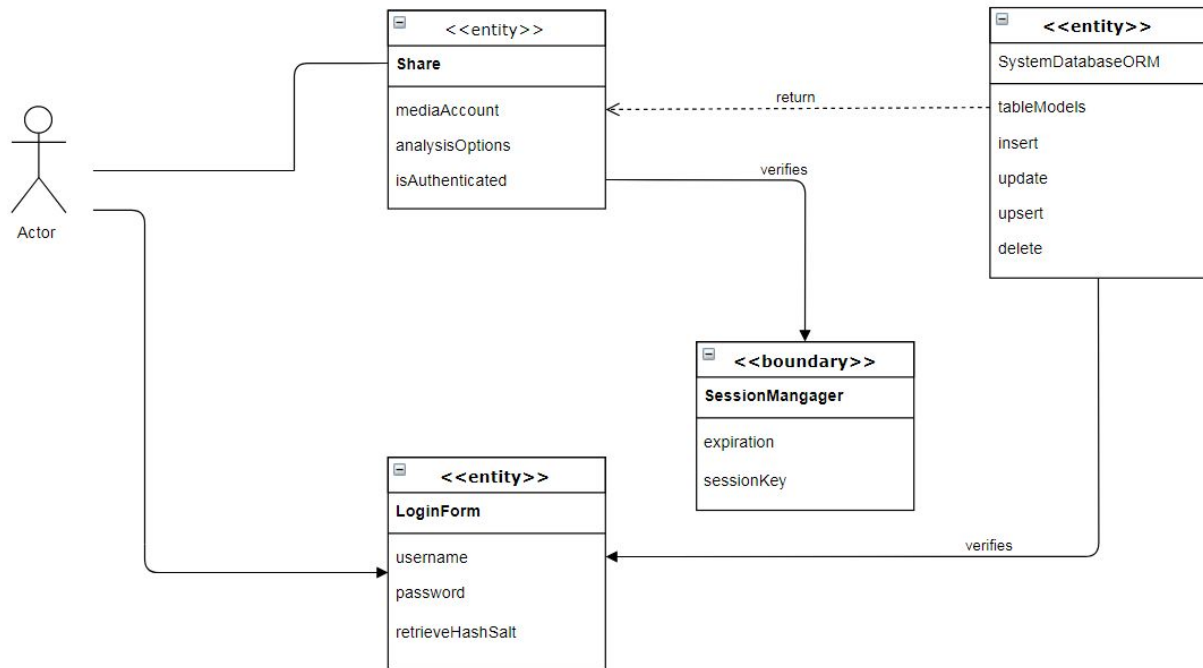 <<entity>>
Share
mediaAccount
analysisOptions
isAuthenticated
<<entity>>
SystemDatabaseORM
tableModels
insert
update
upsert
delete
return
verifies
Actor
<<boundary>>
SessionMangager
expiration
sessionKey
<<entity>>
LoginForm
username
password
retrieveHashSalt
verifies